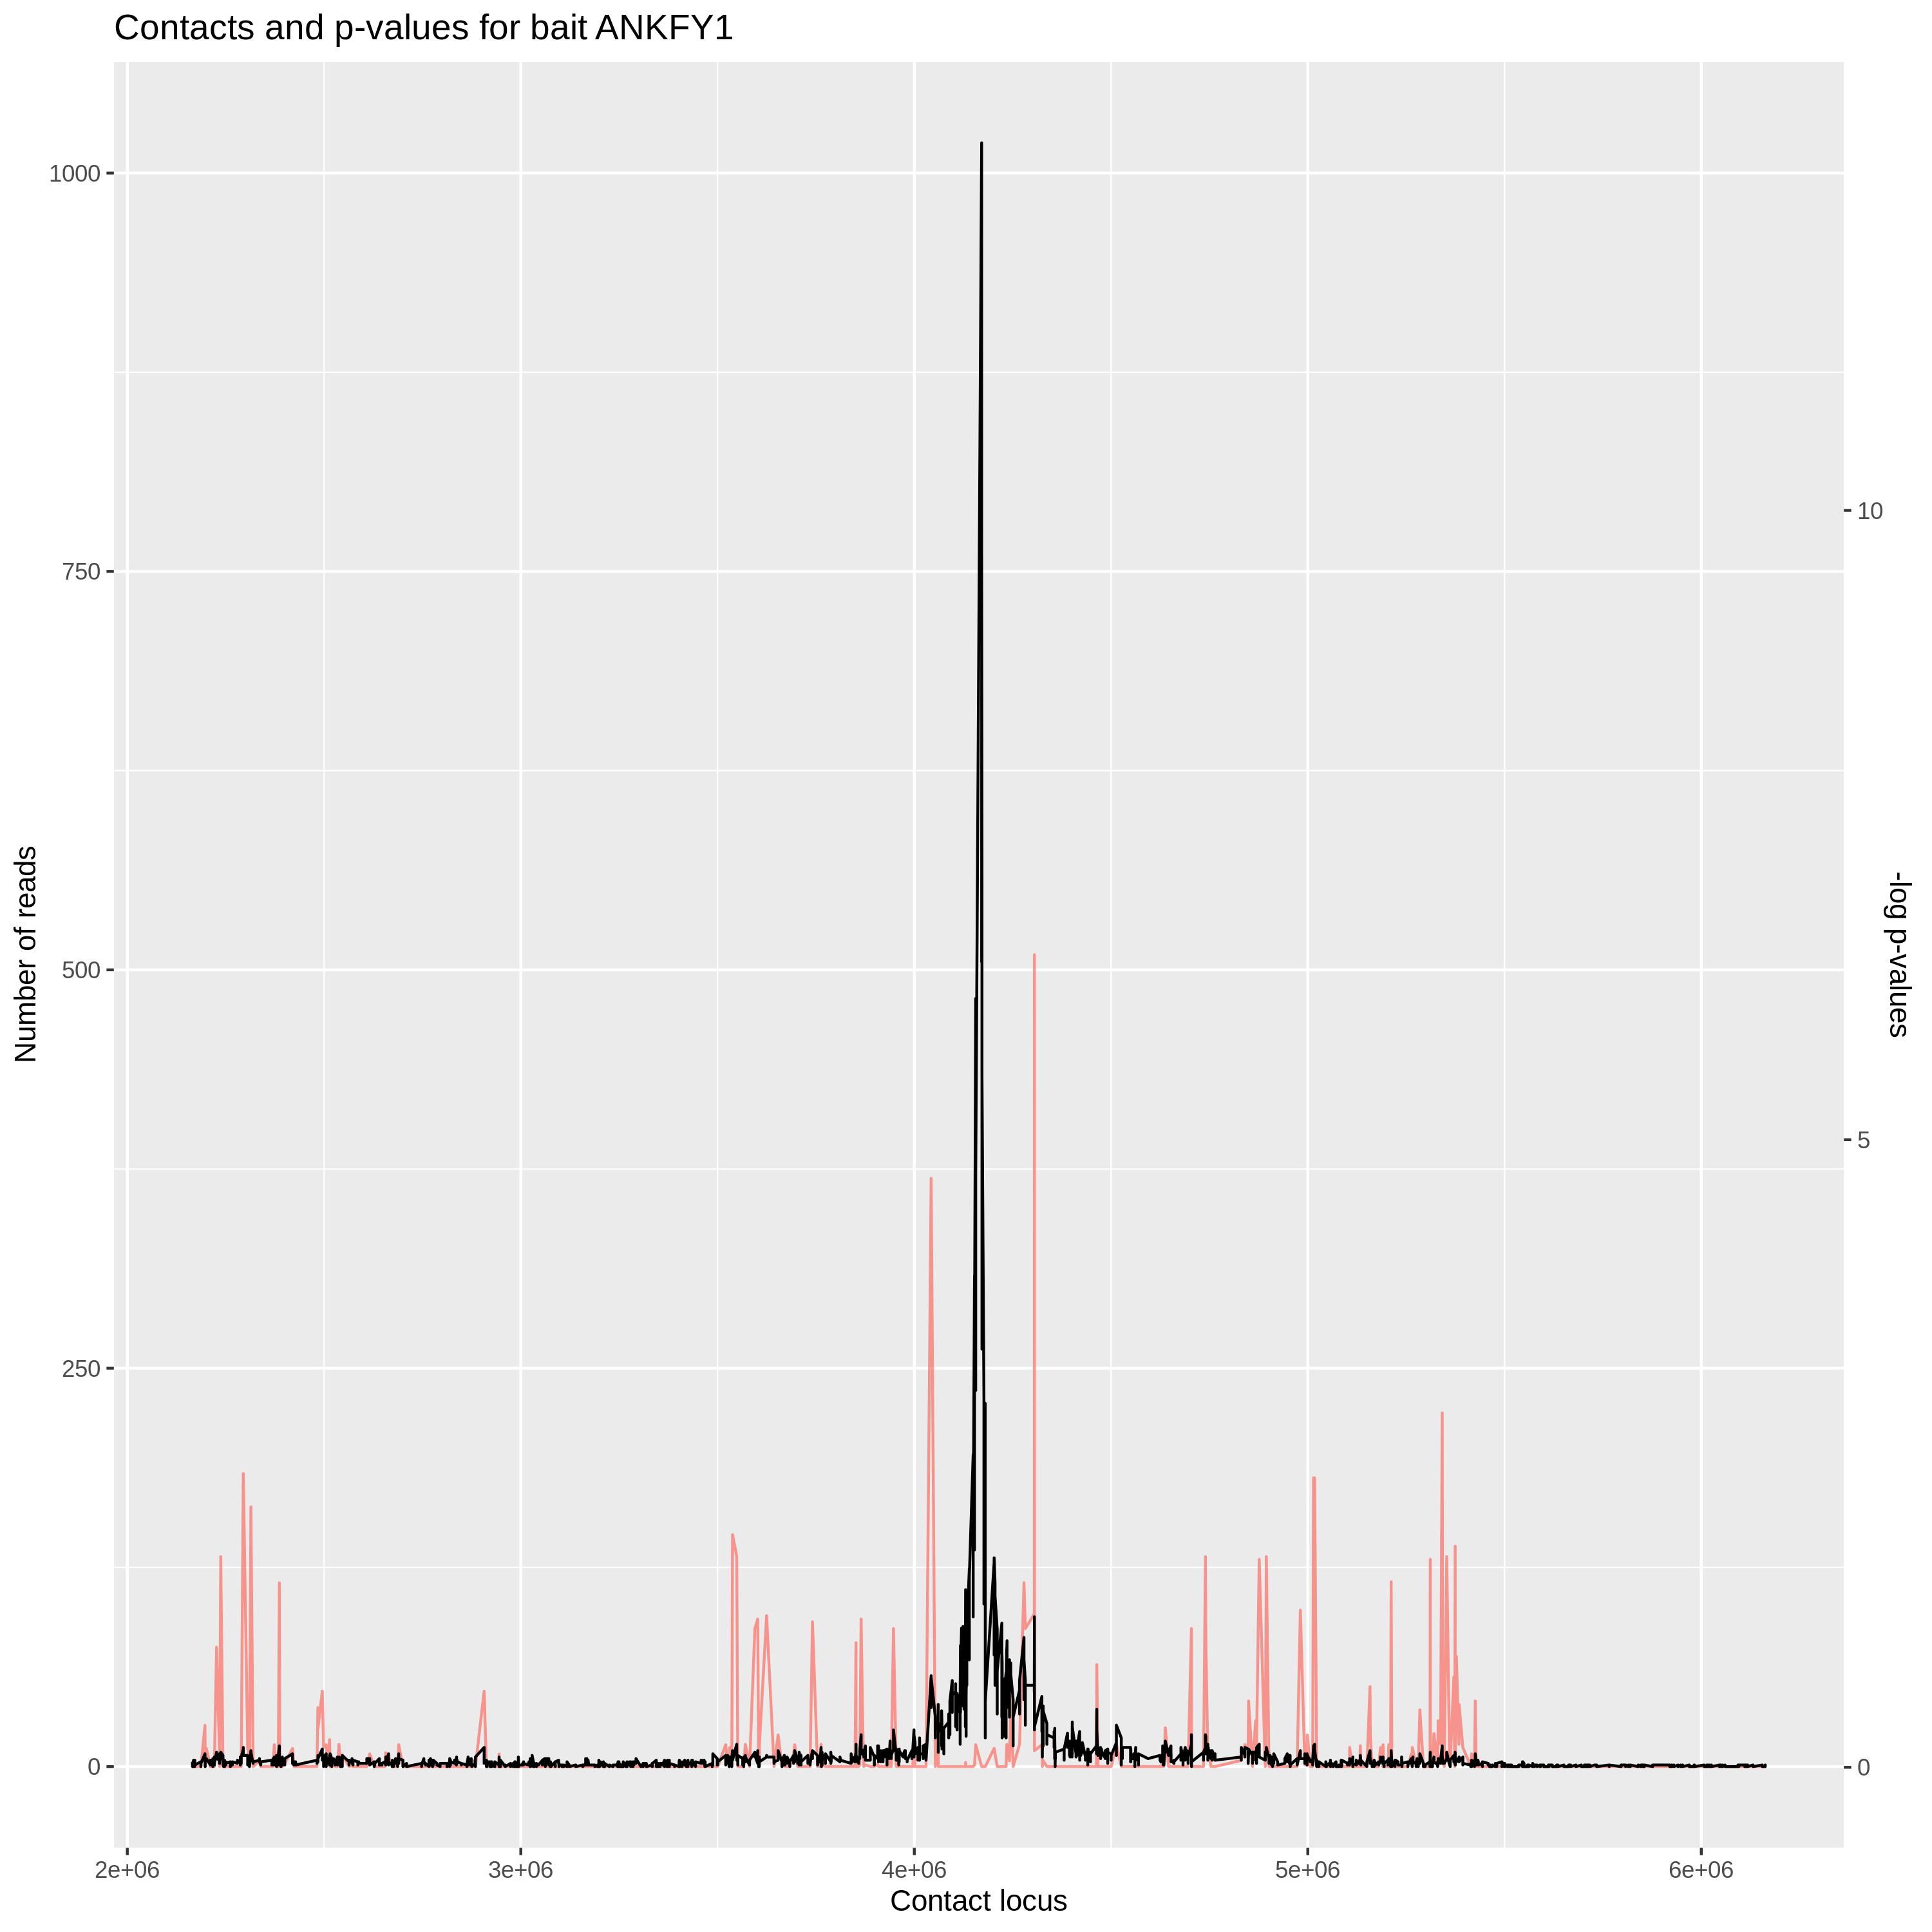 Contacts and p-values for bait ANKFY1
1000
750
500
250
0
Number of reads
10
5
0
-log p-values
2e+06
3e+06
4e+06
5e+06
6e+06
Contact locus